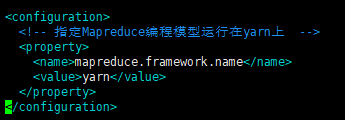 <configuration>
<!-- 指定Mapreduce编程模型运行在yarn上  -->
<property>
<name>mapreduce.framework.name</name>
<value>yarn</value>
</property>
</configuration>